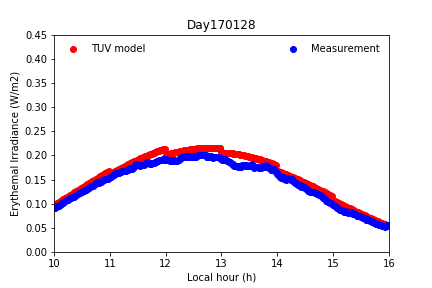 Day170128
TUV model
Measurement
Erythemal Irradiance (W/m2)
0.45
0.40
0.35
0.30
0.25
0.20
0.15
0.10
0.05
0.00
10 11 12 13 14 15 16
Local hour (h)